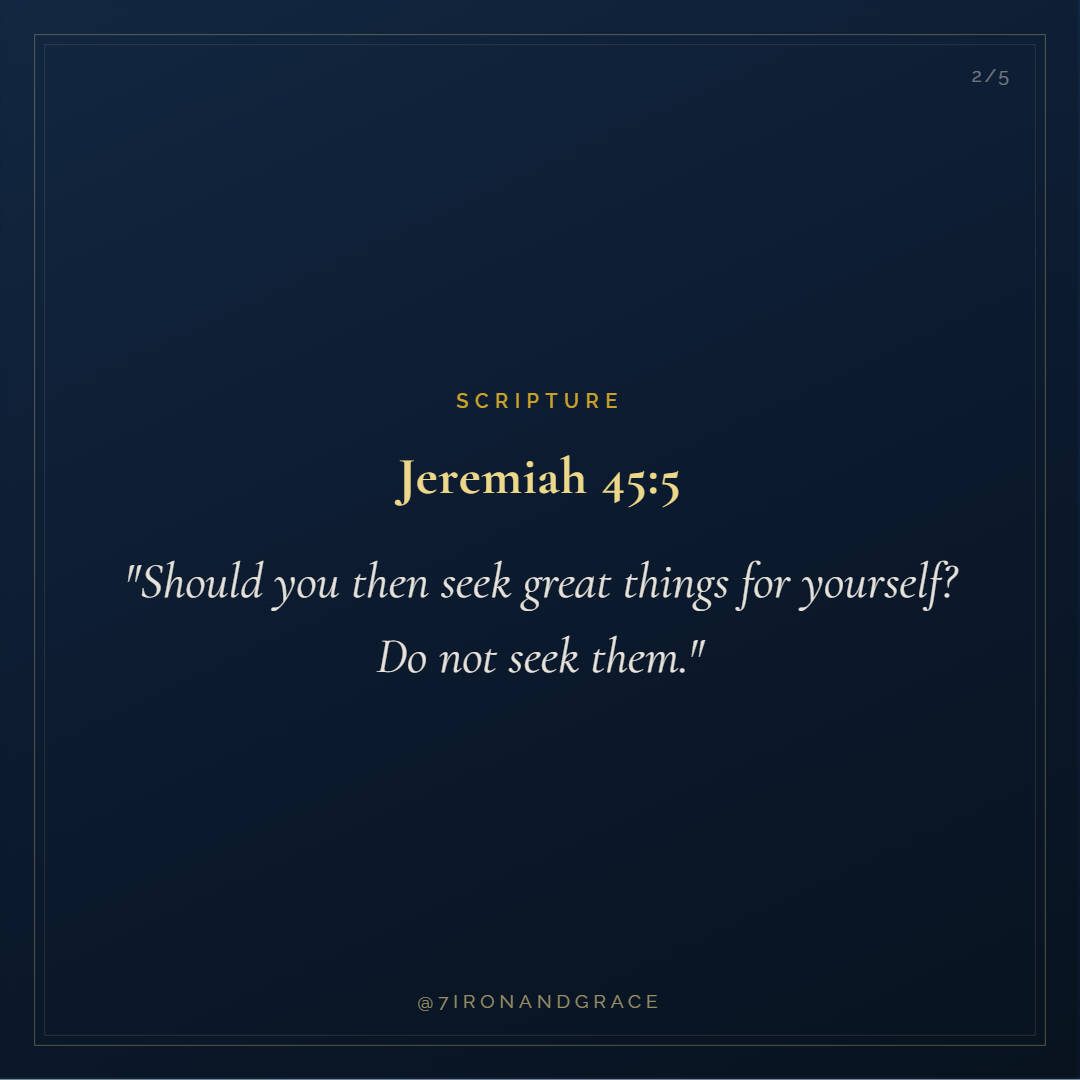 2/5
SCRIPTURE
Jeremiah 45:5
"Should you then seek great things for yourself?
Do not seek them."
@7IRONANDGRACE